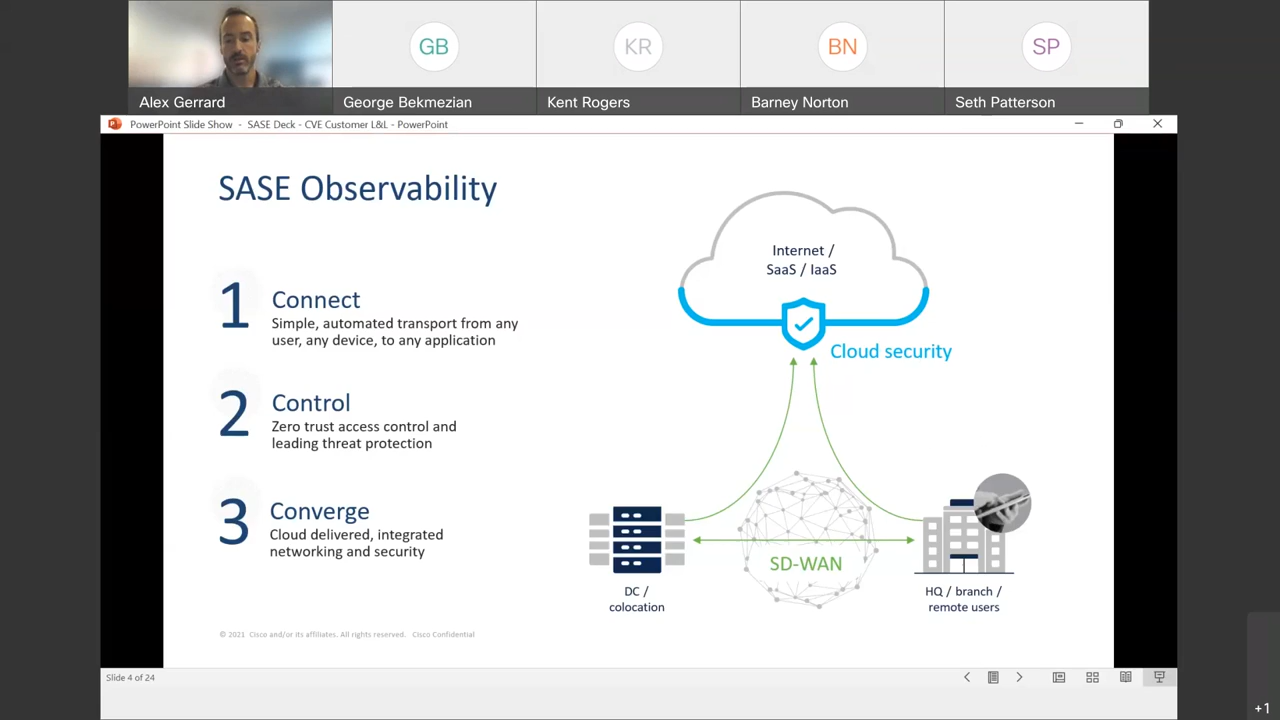 GB
KR
BN
SP
Alex Gerrard
George Bekmezian
Kent Rogers
Barney Norton
Seth Patterson
PowerPoint Slide Show - SASE Deck - CVE Customer L&L - PowerPoint
SASE Observability
1
Connect
Simple, automated transport from any
user, any device, to any application
2
Control
Zero trust access control and
leading threat protection
3
Converge
Cloud delivered, integrated
networking and security
Internet /
SaaS / IaaS
Cloud security
SD-WAN
DC /
colocation
HQ / branch /
remote users
© 2021 Cisco and/or its affiliates. All rights reserved. Cisco Confidential
Slide 4 of 24
+1